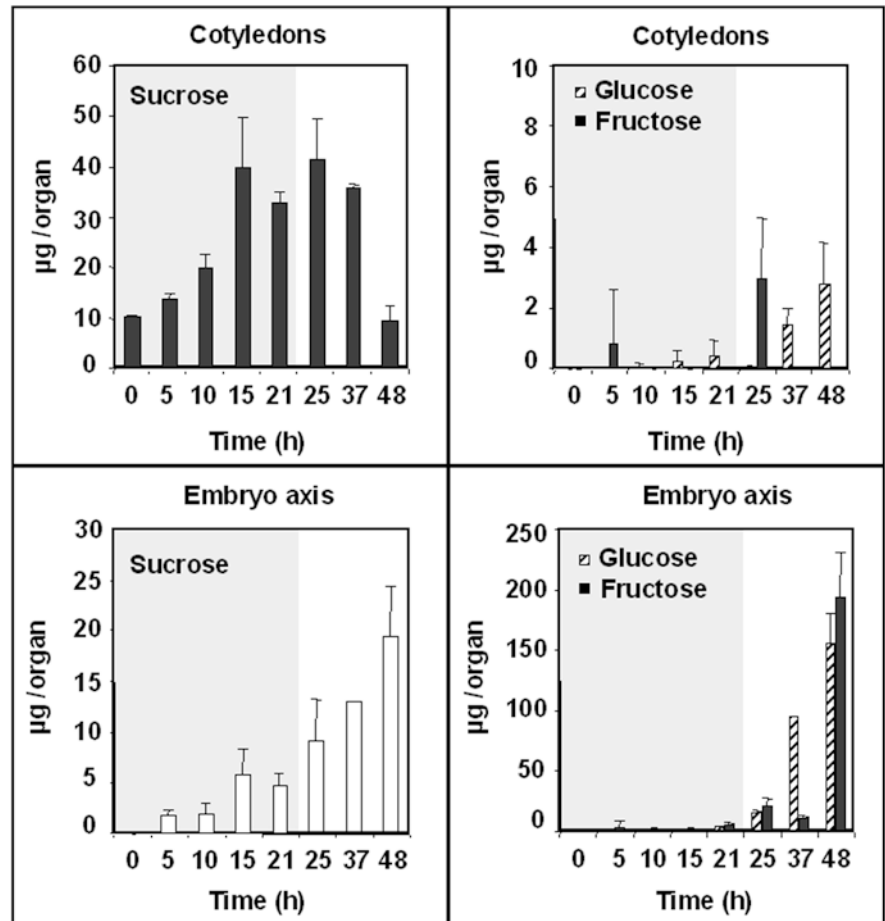 Cotyledons
Sucrose
µg /organ
60
50
40
30
20
10
0
0 5 10 15 21 25 37 48
Time (h)
Cotyledons
Glucose
Fructose
µg /organ
10
8
6
4
2
0
0 5 10 15 21 25 37 48
Time (h)
Embryo axis
Sucrose
µg /organ
30
25
20
15
10
5
0
0 5 10 15 21 25 37 48
Time (h)
Embryo axis
Glucose
Fructose
µg /organ
250
200
150
100
50
0
0 5 10 15 21 25 37 48
Time (h)